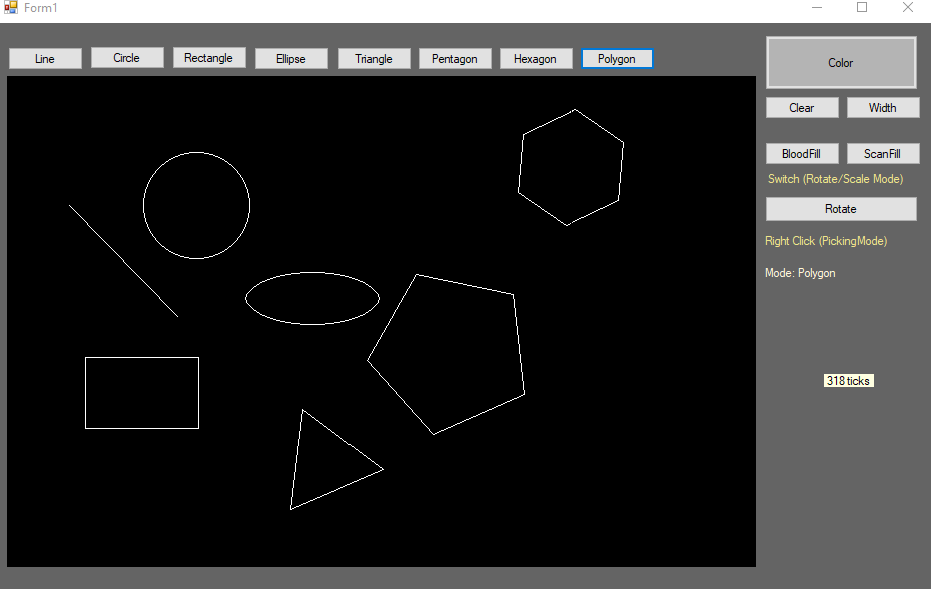 Form1
Line
Circle
Rectangle
Ellipse
Triangle
Pentagon
Hexagon
Polygon
Color
Clear
Width
BloodFill
ScanFill
Switch (Rotate/Scale Mode)
Rotate
Right Click (PickingMode)
Mode: Polygon
318 ticks